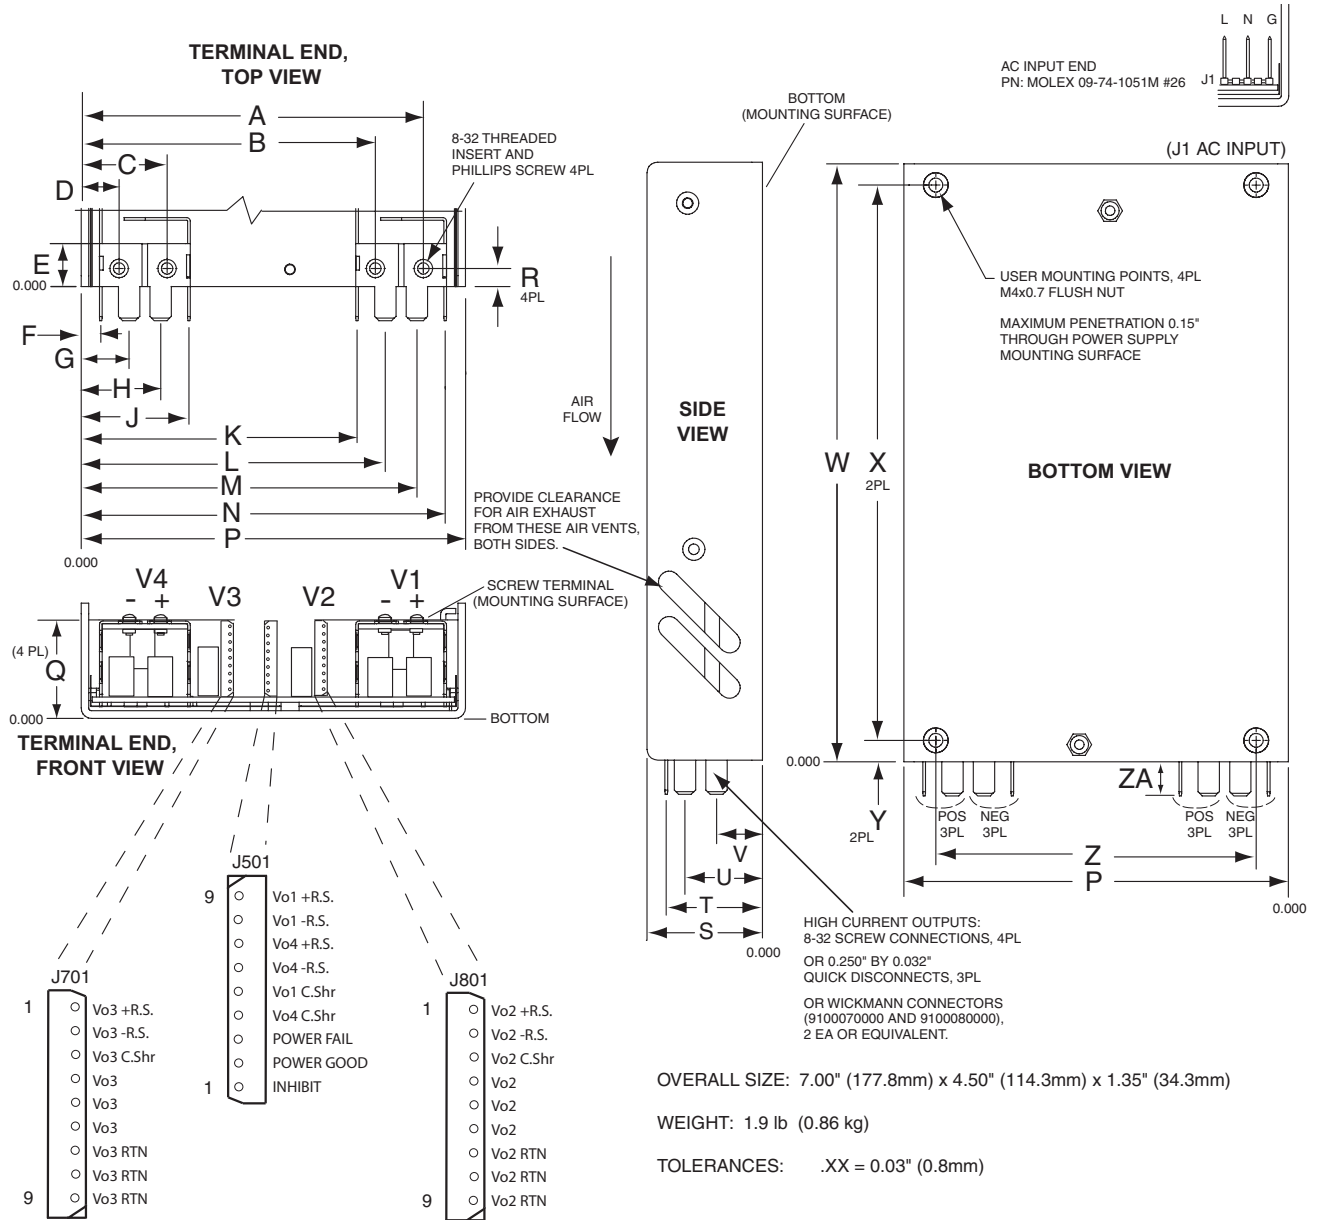 TERMINAL END,
TOP VIEW
A
B
C
D
8-32 THREADED
INSERT AND
PHILLIPS SCREW 4PL
E
0.000
R
4PL
F
G
H
J
K
L
M
N
P
0.000
V4
- +
V3
V2
V1
- +
SCREW TERMINAL
(MOUNTING SURFACE)
(4 PL)
Q
0.000
BOTTOM
TERMINAL END,
FRONT VIEW
BOTTOM
(MOUNTING SURFACE)
AIR
FLOW
SIDE
VIEW
PROVIDE CLEARANCE
FOR AIR EXHAUST
FROM THESE AIR VENTS,
BOTH SIDES.
V
U
T
S
0.000
L N G
AC INPUT END
PN: MOLEX 09-74-1051M #26
J1
(J1 AC INPUT)
USER MOUNTING POINTS, 4PL
M4x0.7 FLUSH NUT
MAXIMUM PENETRATION 0.15"
THROUGH POWER SUPPLY
MOUNTING SURFACE
W
X
2PL
BOTTOM VIEW
0.000
Y
2PL
ZA
POS
3PL
NEG
3PL
POS
3PL
NEG
3PL
Z
P
0.000
HIGH CURRENT OUTPUTS:
8-32 SCREW CONNECTIONS, 4PL
OR 0.250" BY 0.032"
QUICK DISCONNECTS, 3PL
OR WICKMANN CONNECTORS
(9100070000 AND 9100080000),
2 EA OR EQUIVALENT.
J701
1
Vo3 +R.S.
Vo3 -R.S.
Vo3 C.Shr
Vo3
Vo3
Vo3
Vo3 RTN
Vo3 RTN
9 Vo3 RTN
J501
9 Vo1 +R.S.
Vo1 -R.S.
Vo4 +R.S.
Vo4 -R.S.
Vo1 C.Shr
Vo4 C.Shr
POWER FAIL
POWER GOOD
1 INHIBIT
J801
1 Vo2 +R.S.
Vo2 -R.S.
Vo2 C.Shr
Vo2
Vo2
Vo2
Vo2 RTN
Vo2 RTN
9 Vo2 RTN
OVERALL SIZE: 7.00" (177.8mm) x 4.50" (114.3mm) x 1.35" (34.3mm)
WEIGHT: 1.9 lb (0.86 kg)
TOLERANCES: .XX = 0.03" (0.8mm)